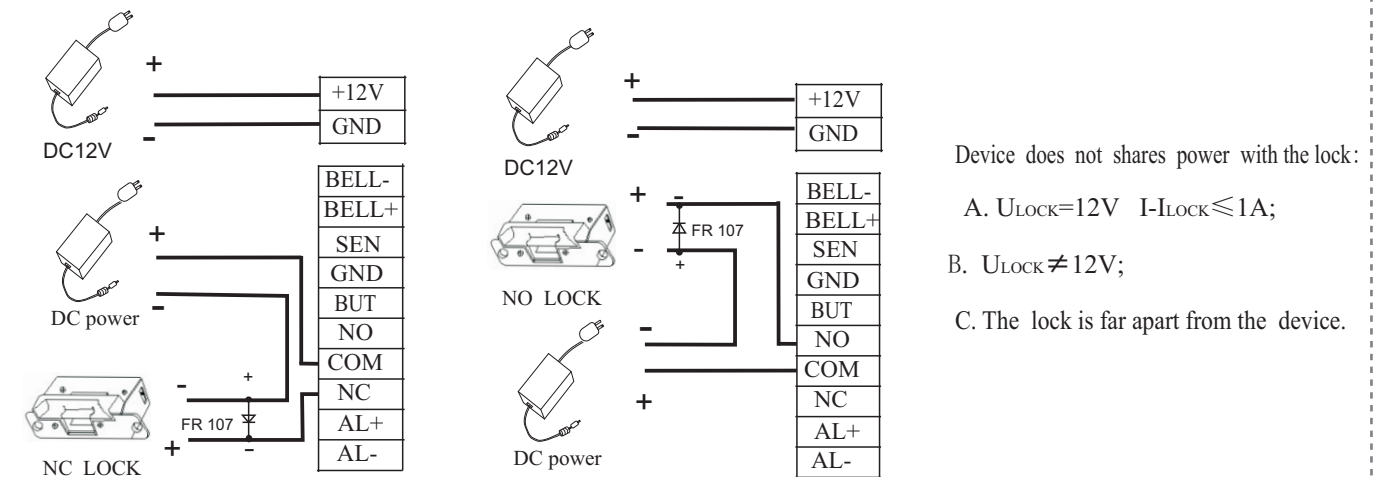 +
-
DC12V
+12V
GND
BELL-
BELL+
SEN
GND
BUT
NO
COM
NC
AL+
AL-
+
-
DC power
-
+
FR 107
-
+
NC LOCK
+
-
DC12V
+12V
GND
BELL-
BELL+
SEN
GND
BUT
NO
COM
NC
AL+
AL-
+
-
FR 107
-
+
NO LOCK
-
+
DC power
Device does not shares power with the lock:
A. ULOCK=12V I-ILOCK≤1A;
B. ULOCK≠12V;
C. The lock is far apart from the device.